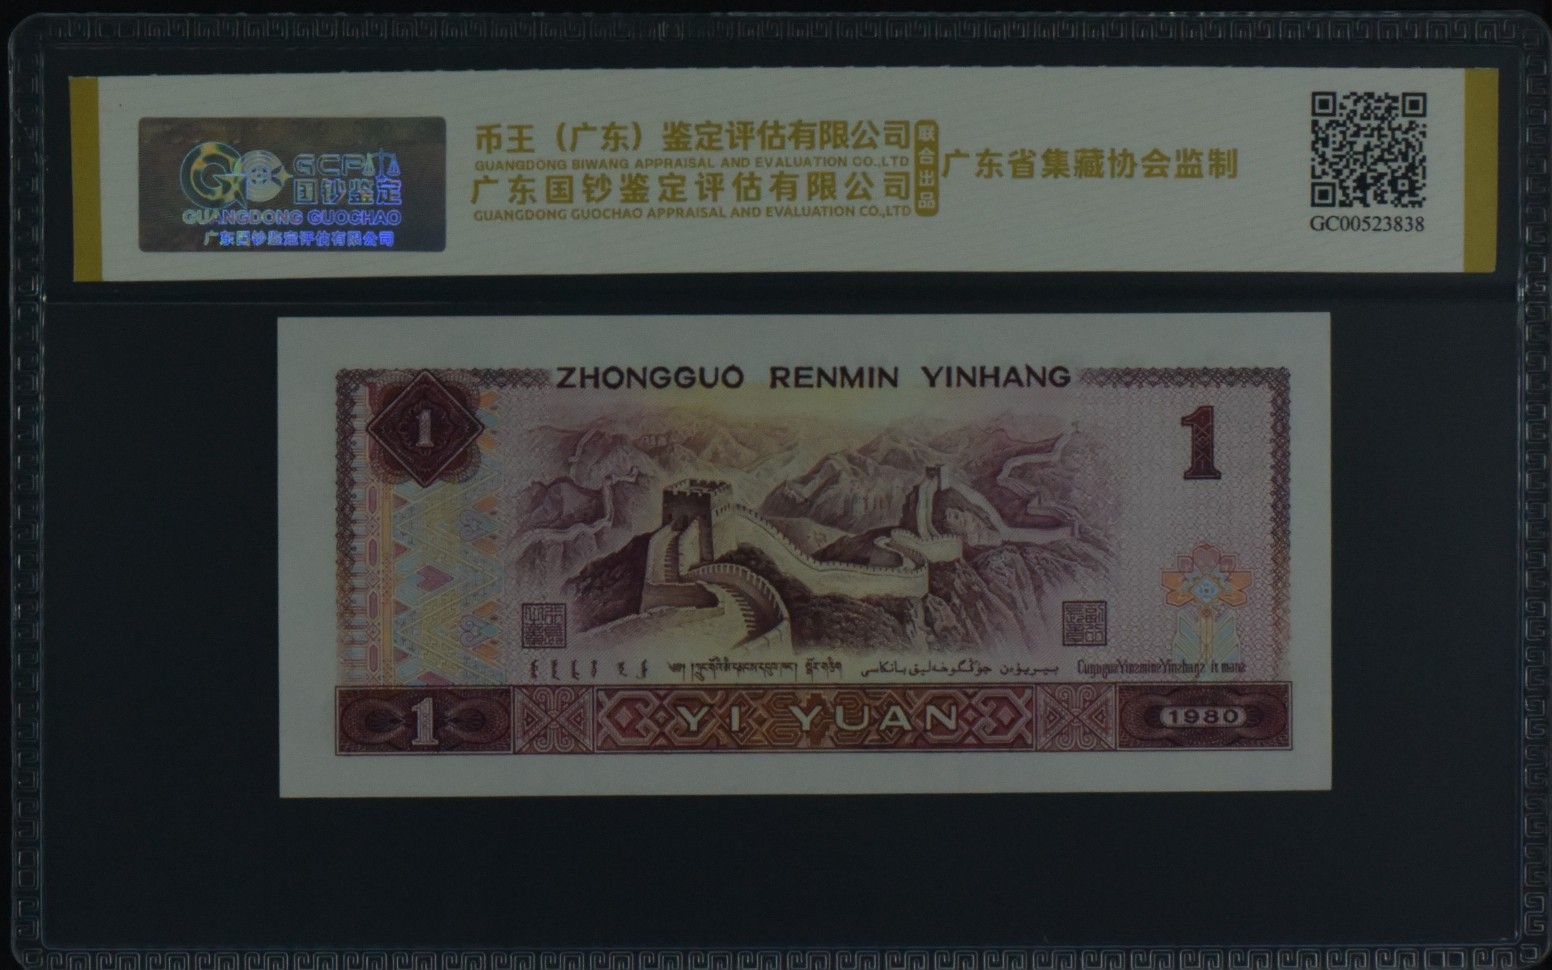 GCP
国钞鉴定
GUANGDONG GUOCHAO
广东国钞鉴定评估有限公司
币王（广东）鉴定评估有限公司
GUANGDONG BIWANG APPRAISAL AND EVALUATION CO.,LTD
广东国钞鉴定评估有限公司
GUANGDONG GUOCHAO APPRAISAL AND EVALUATION CO.,LTD
联合出品
广东省集藏协会监制
GC00523838
ZHONGGUO RENMIN YINHANG
1
1
1
YI YUAN
1980